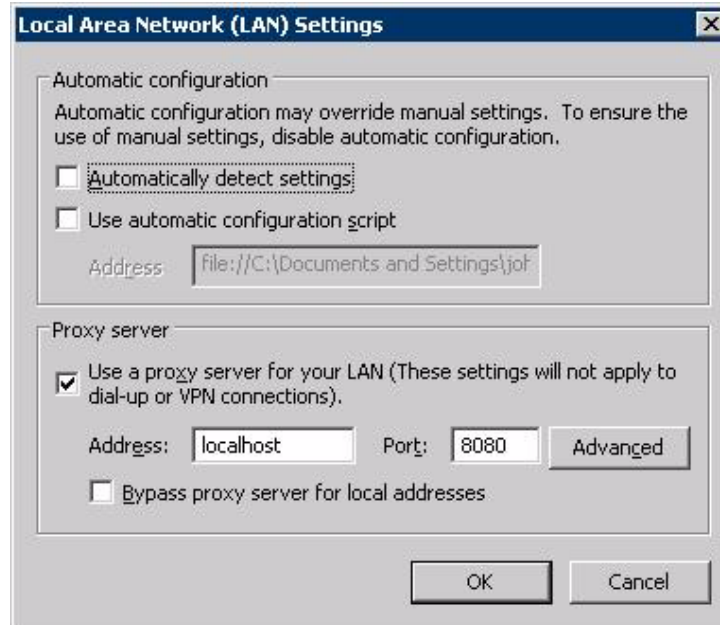 Local Area Network (LAN) Settings
Automatic configuration
Automatic configuration may override manual settings. To ensure the
use of manual settings, disable automatic configuration.
Automatically detect settings
Use automatic configuration script
Address file://C:\Documents and Settings\joh
Proxy server
Use a proxy server for your LAN (These settings will not apply to
dial-up or VPN connections).
Address: localhost Port: 8080 Advanced
Bypass proxy server for local addresses
OK Cancel